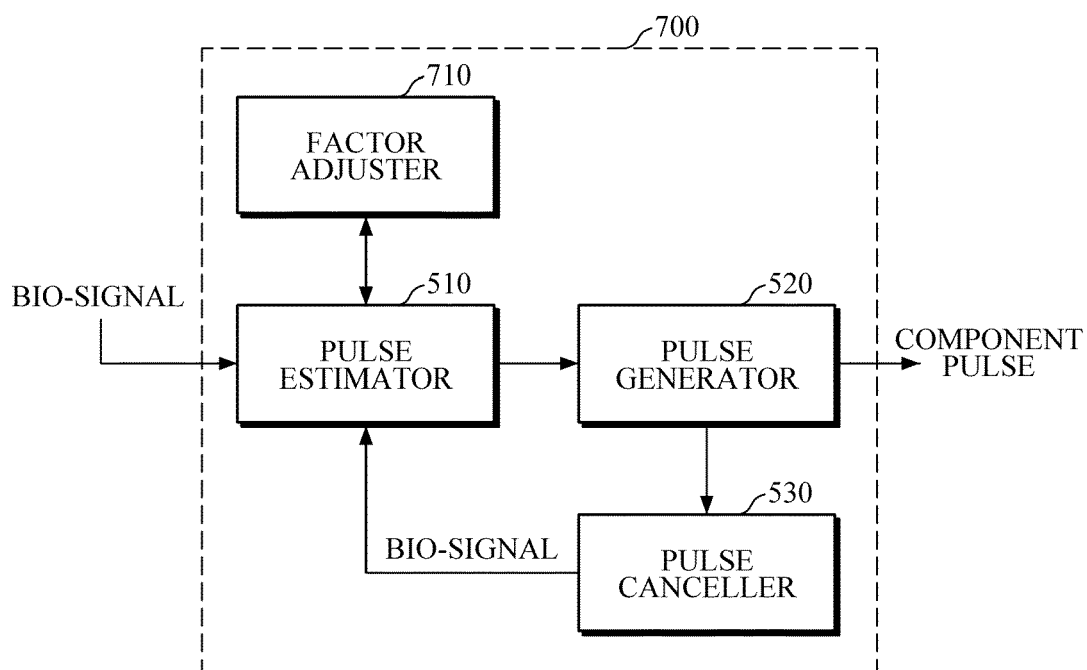 700
710
FACTOR
ADJUSTER
BIO-SIGNAL
510
PULSE
ESTIMATOR
520
PULSE
GENERATOR
COMPONENT
PULSE
530
BIO-SIGNAL
PULSE
CANCELLER